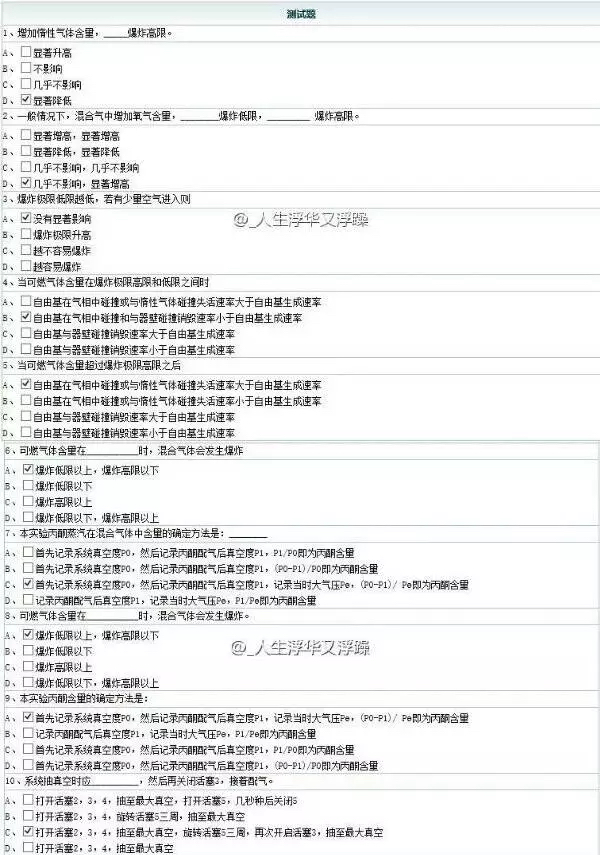 测试题
1、增加惰性气体含量，_____爆炸高限。
A、显著升高
B、不影响
C、几乎不影响
D、显著降低
2、一般情况下，混合气中增加氧气含量，________爆炸低限，_________ 爆炸高限。
A、显著增高，显著增高
B、显著降低，显著降低
C、几乎不影响，几乎不影响
D、几乎不影响，显著增高
3、爆炸极限低限越低，若有少量空气进入则
A、没有显著影响
B、爆炸极限升高
C、越不容易爆炸
D、越容易爆炸
@_人生浮华又浮躁
4、当可燃气体含量在爆炸极限高限和低限之间时
A、自由基在气相中碰撞或与惰性气体碰撞失活速率大于自由基生成速率
B、自由基在气相中碰撞和与器壁碰撞销毁速率小于自由基生成速率
C、自由基与器壁碰撞销毁速率大于自由基生成速率
D、自由基与器壁碰撞销毁速率小于自由基生成速率
5、当可燃气体含量超过爆炸极限高限之后
A、自由基在气相中碰撞或与惰性气体碰撞失活速率大于自由基生成速率
B、自由基在气相中碰撞或与惰性气体碰撞失活速率小于自由基生成速率
C、自由基与器壁碰撞销毁速率大于自由基生成速率
D、自由基与器壁碰撞销毁速率小于自由基生成速率
6、可燃气体含量在__________时，混合气体会发生爆炸
A、爆炸低限以上，爆炸高限以下
B、爆炸低限以下
C、爆炸高限以上
D、爆炸低限以下，爆炸高限以上
7、本实验丙酮蒸汽在混合气体中含量的确定方法是：________
A、首先记录系统真空度P0，然后记录丙酮配气后真空度P1，P1/P0即为丙酮含量
B、首先记录系统真空度P0，然后记录丙酮配气后真空度P1，(P0-P1)/P0即为丙酮含量
C、首先记录系统真空度P0，然后记录丙酮配气后真空度P1，记录当时大气压Pe，(P0-P1)/ Pe即为丙酮含量
D、记录丙酮配气后真空度P1，记录当时大气压Pe，P1/Pe即为丙酮含量
8、可燃气体含量在__________时，混合气体会发生爆炸。
A、爆炸低限以上，爆炸高限以下
B、爆炸低限以下
C、爆炸高限以上
D、爆炸低限以下，爆炸高限以上
@_人生浮华又浮躁
9、本实验丙酮含量的确定方法是：
A、首先记录系统真空度P0，然后记录丙酮配气后真空度P1，记录当时大气压Pe，(P0-P1)/ Pe即为丙酮含量
B、记录丙酮配气后真空度P1，记录当时大气压Pe，P1/Pe即为丙酮含量
C、首先记录系统真空度P0，然后记录丙酮配气后真空度P1，P1/P0即为丙酮含量
D、首先记录系统真空度P0，然后记录丙酮配气后真空度P1，(P0-P1)/P0即为丙酮含量
10、系统抽真空时应__________，然后再关闭活塞3，接着配气。
A、打开活塞2，3，4，抽至最大真空，打开活塞5，几秒种后关闭5
B、打开活塞2，3，4，旋转活塞5三周，抽至最大真空
C、打开活塞2，3，4，抽至最大真空，旋转活塞5三周，再次开启活塞3，抽至最大真空
D、打开活塞2，3，4，抽至最大真空